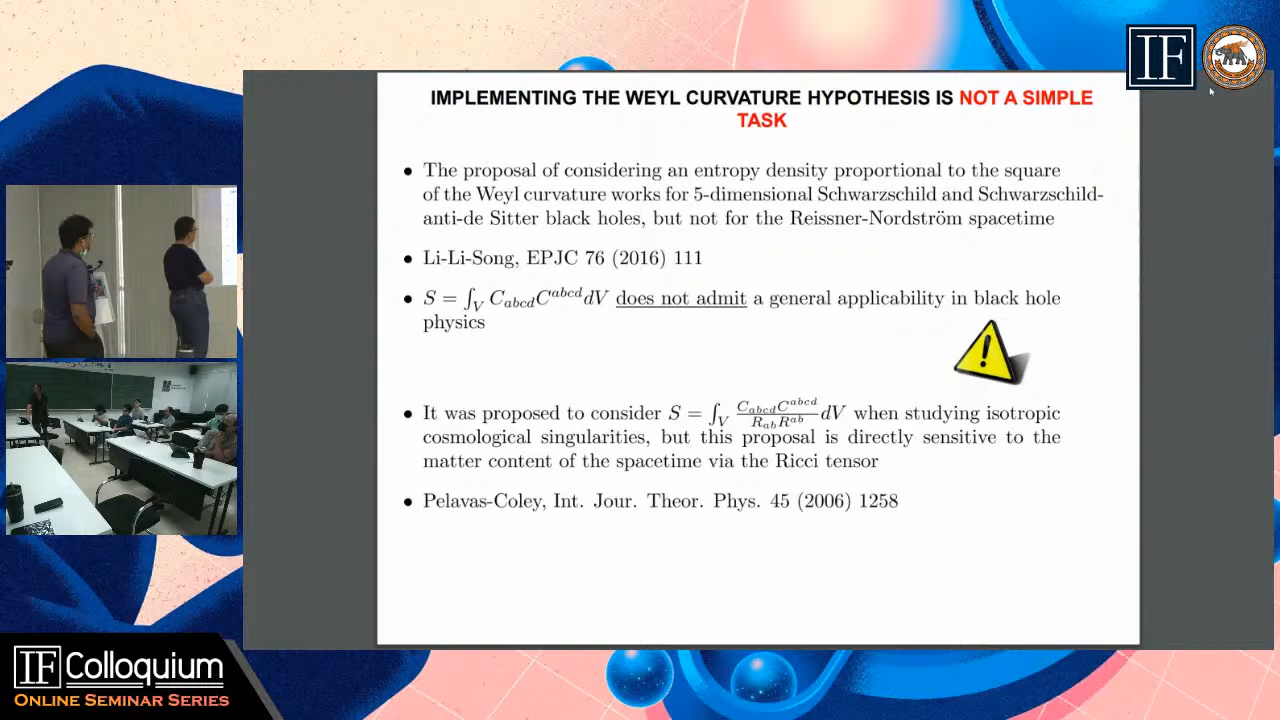 IF
IMPLEMENTING THE WEYL CURVATURE HYPOTHESIS IS NOT A SIMPLE
TASK
• The proposal of considering an entropy density proportional to the square
of the Weyl curvature works for 5-dimensional Schwarzschild and Schwarzschild-
anti-de Sitter black holes, but not for the Reissner-Nordström spacetime
• Li-Li-Song, EPJC 76 (2016) 111
• S = ∫_V C_{abcd}C^{abcd}dV does not admit a general applicability in black hole
physics
!
• It was proposed to consider S = ∫_V \frac{C_{abcd}C^{abcd}}{R_{ab}R^{ab}} dV when studying isotropic
cosmological singularities, but this proposal is directly sensitive to the
matter content of the spacetime via the Ricci tensor
• Pelavas-Coley, Int. Jour. Theor. Phys. 45 (2006) 1258
IF Colloquium
ONLINE SEMINAR SERIES